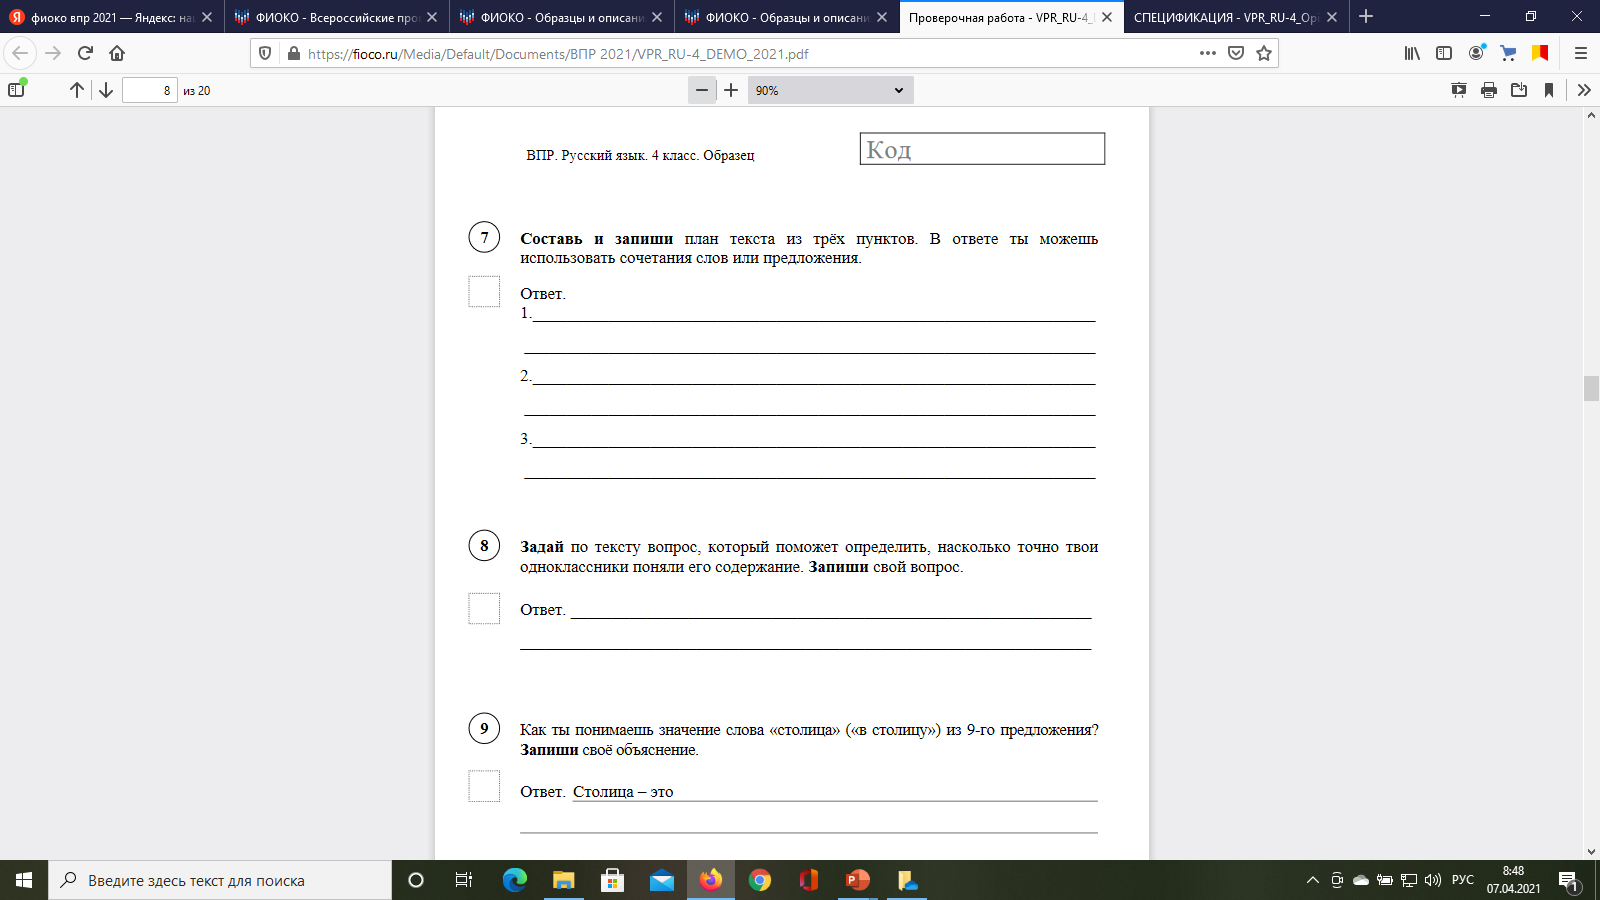 фиоко впр 2021 — Яндекс: на
ФИОКО - Всероссийские про
ФИОКО - Образцы и описани
ФИОКО - Образцы и описани
Проверочная работа - VPR_RU-4_
СПЕЦИФИКАЦИЯ - VPR_RU-4_Op
https://fioco.ru/Media/Default/Documents/ВПР 2021/VPR_RU-4_DEMO_2021.pdf
8 из 20
90%
ВПР. Русский язык. 4 класс. Образец
Код
7 Составь и запиши план текста из трёх пунктов. В ответе ты можешь
использовать сочетания слов или предложения.
Ответ.
1.
2.
3.
8 Задай по тексту вопрос, который поможет определить, насколько точно твои
одноклассники поняли его содержание. Запиши свой вопрос.
Ответ.
9 Как ты понимаешь значение слова «столица» («в столицу») из 9-го предложения?
Запиши своё объяснение.
Ответ. Столица – это
Введите здесь текст для поиска
РУС
8:48
07.04.2021
1